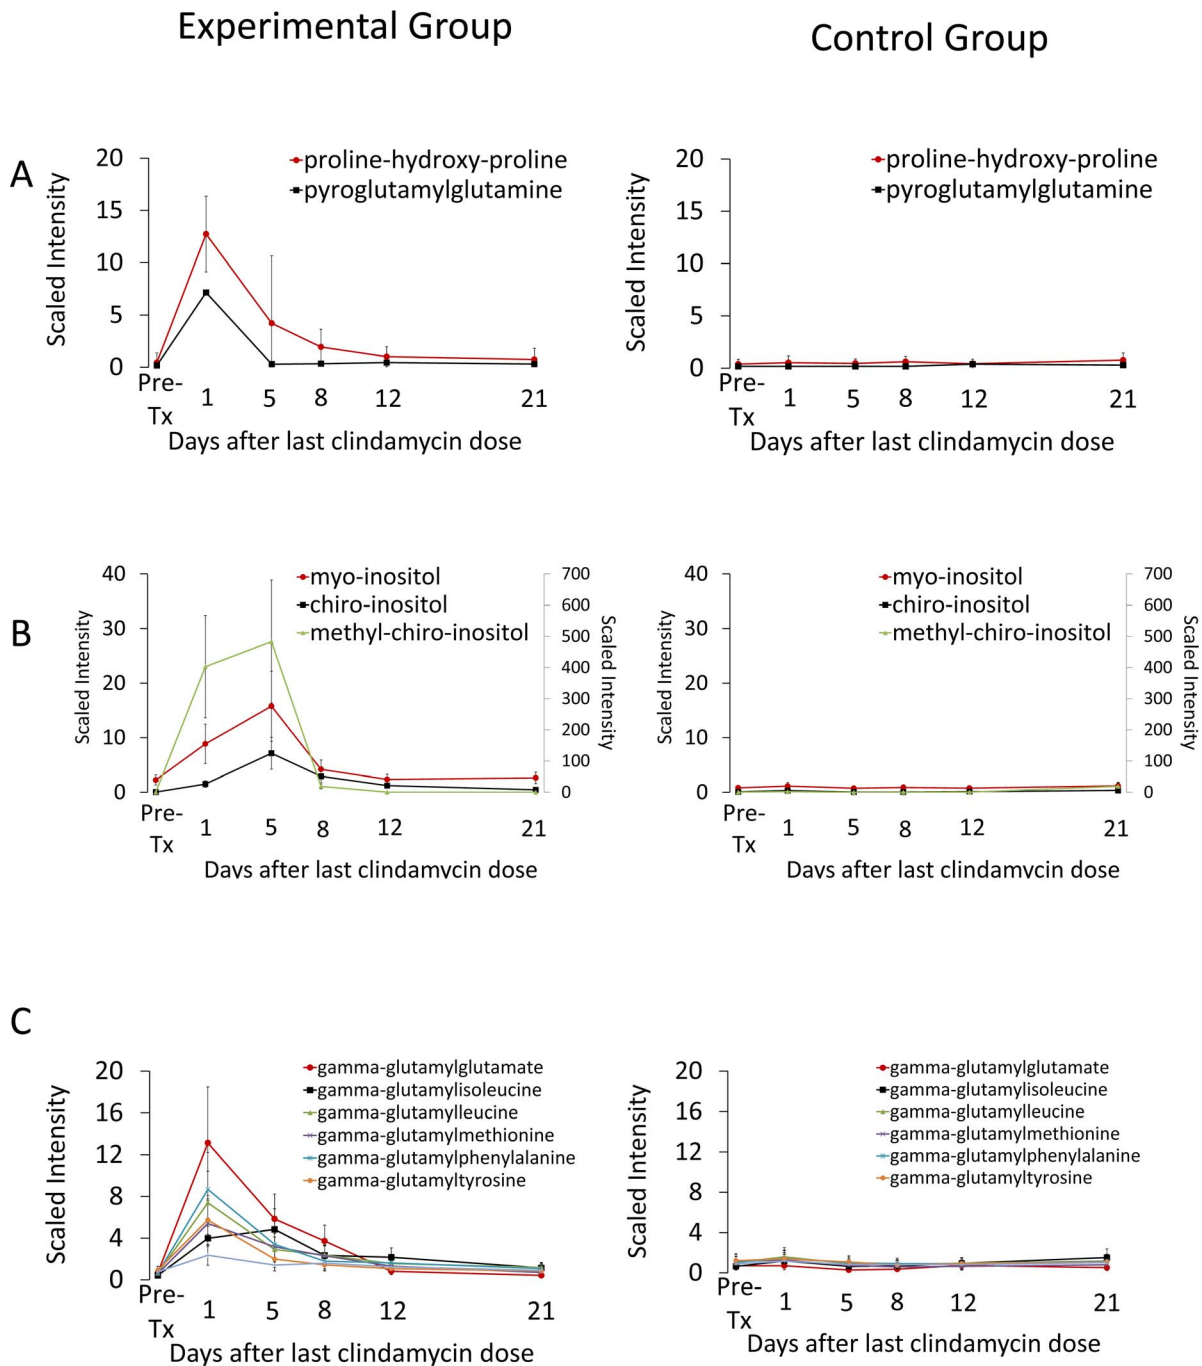 Experimental Group
Control Group
A
20
15
10
5
0
Scaled Intensity
proline-hydroxy-proline
pyroglutamylglutamine
Pre-Tx 1 5 8 12 21
Days after last clindamycin dose
20
15
10
5
0
Scaled Intensity
proline-hydroxy-proline
pyroglutamylglutamine
Pre-Tx 1 5 8 12 21
Days after last clindamycin dose
B
40
30
20
10
0
Scaled Intensity
myo-inositol
chiro-inositol
methyl-chiro-inositol
700
600
500
400
300
200
100
0
Scaled Intensity
Pre-Tx 1 5 8 12 21
Days after last clindamycin dose
40
30
20
10
0
Scaled Intensity
myo-inositol
chiro-inositol
methyl-chiro-inositol
700
600
500
400
300
200
100
0
Scaled Intensity
Pre-Tx 1 5 8 12 21
Days after last clindamycin dose
C
20
16
12
8
4
0
Scaled Intensity
gamma-glutamylglutamate
gamma-glutamylisoleucine
gamma-glutamylleucine
gamma-glutamylmethionine
gamma-glutamylphenylalanine
gamma-glutamyltyrosine
Pre-Tx 1 5 8 12 21
Days after last clindamycin dose
20
16
12
8
4
0
Scaled Intensity
gamma-glutamylglutamate
gamma-glutamylisoleucine
gamma-glutamylleucine
gamma-glutamylmethionine
gamma-glutamylphenylalanine
gamma-glutamyltyrosine
Pre-Tx 1 5 8 12 21
Days after last clindamycin dose